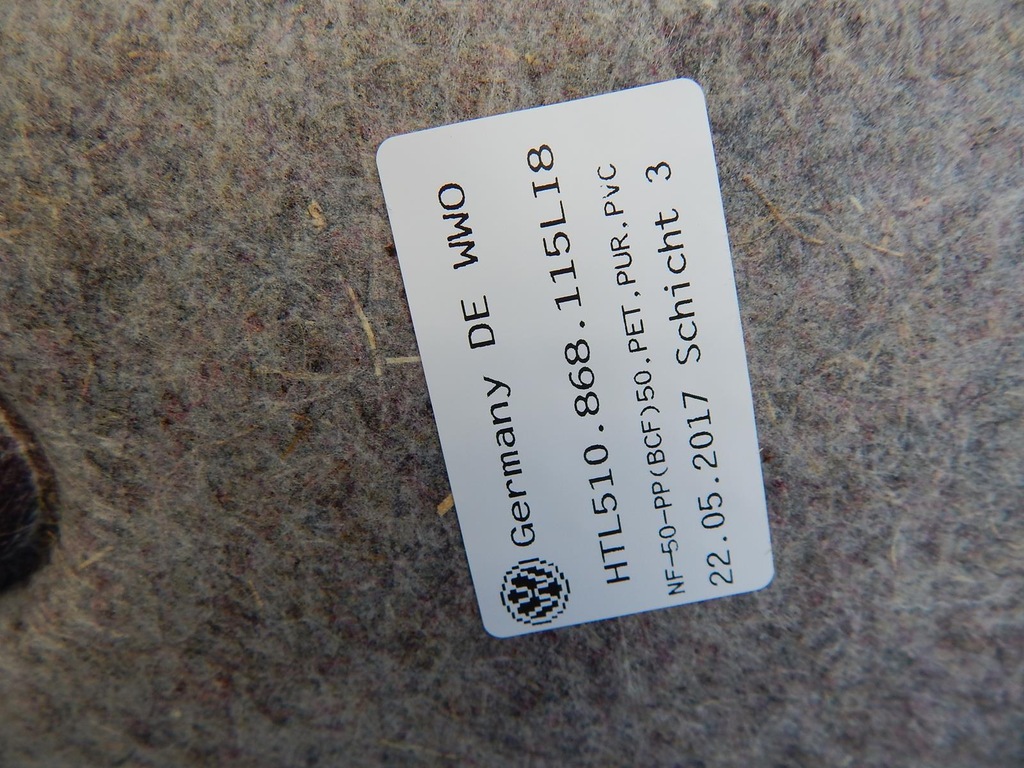 Germany DE WWO
HTL510.868.115LI8
NF-50-PP(BCF)50.PET.PUR.PVC
22.05.2017 Schicht 3